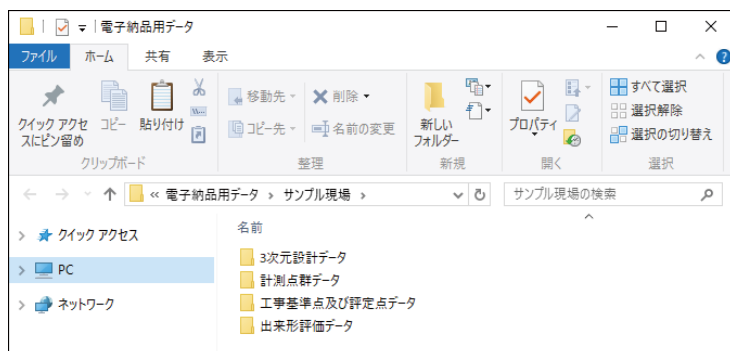 電子納品用データ
ファイル ホーム 共有 表示
クイック アクセスにピン留め
コピー
貼り付け
移動先
コピー先
削除
名前の変更
新しいフォルダー
プロパティ
すべて選択
選択解除
選択の切り替え
クリップボード 整理 新規 開く 選択
« 電子納品用データ › サンプル現場 ›
サンプル現場の検索
クイック アクセス
PC
ネットワーク
名前
3次元設計データ
計測点群データ
工事基準点及び評定点データ
出来形評価データ